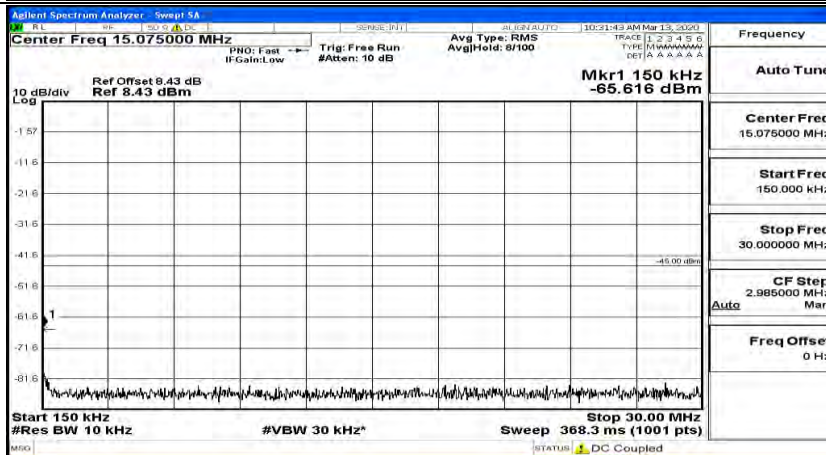 Agilent Spectrum Analyzer - Swept SA
RL RF 50 Ω DC SENSE:INT ALIGN AUTO 10:31:43 AM Mar 13, 2020
Center Freq 15.075000 MHz
PNO: Fast
IFGain:Low
Trig: Free Run
#Atten: 10 dB
Avg Type: RMS
Avg|Hold: 8/100
TRACE 1 2 3 4 5 6
TYPE M
DET A A A A A A
Ref Offset 8.43 dB
Ref 8.43 dBm
10 dB/div
Log
Mkr1 150 kHz
-65.616 dBm
-1.57
-11.6
-21.6
-31.6
-41.6
-45.00 dBm
-51.6
-61.6
1
-71.6
-81.6
Start 150 kHz
Stop 30.00 MHz
#Res BW 10 kHz
#VBW 30 kHz*
Sweep 368.3 ms (1001 pts)
MSG
STATUS DC Coupled
Frequency
Auto Tune
Center Freq
15.075000 MHz
Start Freq
150.000 kHz
Stop Freq
30.000000 MHz
CF Step
2.985000 MHz
Auto Man
Freq Offset
0 Hz